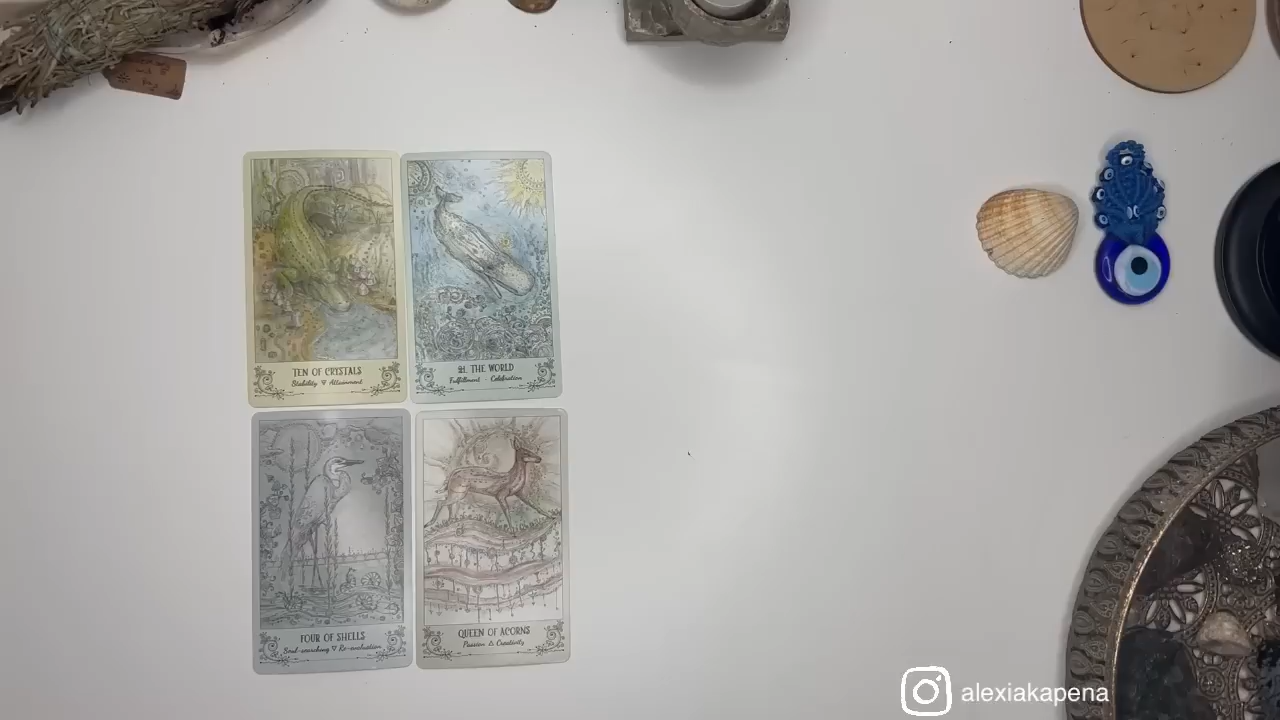 TEN OF CRYSTALS
Stability ▽ Attainment
21. THE WORLD
Fulfillment - Celebration
FOUR OF SHELLS
Soul-searching ▽ Re-evaluation
QUEEN OF ACORNS
Passion △ Creativity
alexiakapena